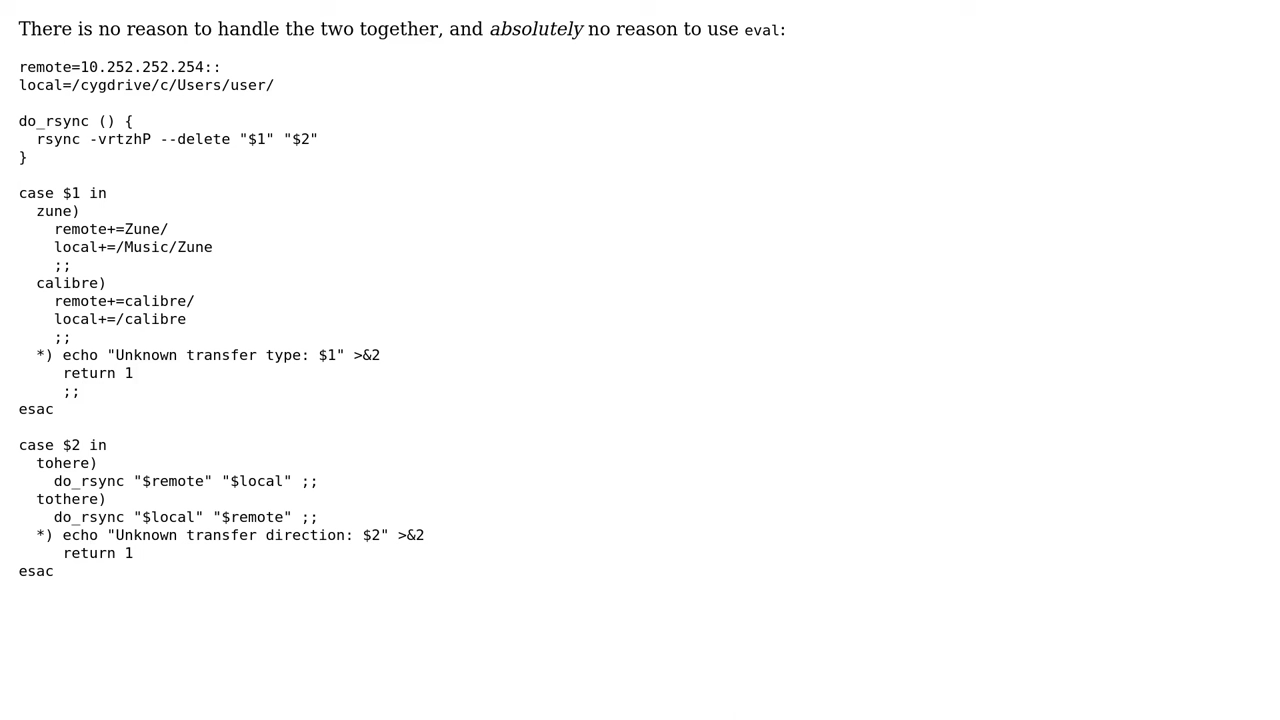 There is no reason to handle the two together, and absolutely no reason to use eval:
remote=10.252.252.254::
local=/cygdrive/c/Users/user/
do_rsync () {
  rsync -vrtzhP --delete "$1" "$2"
}
case $1 in
  zune)
    remote+=Zune/
    local+=/Music/Zune
    ;;
  calibre)
    remote+=calibre/
    local+=/calibre
    ;;
  *) echo "Unknown transfer type: $1" >&2
     return 1
     ;;
esac
case $2 in
  tohere)
    do_rsync "$remote" "$local" ;;
  tothere)
    do_rsync "$local" "$remote" ;;
  *) echo "Unknown transfer direction: $2" >&2
     return 1
esac